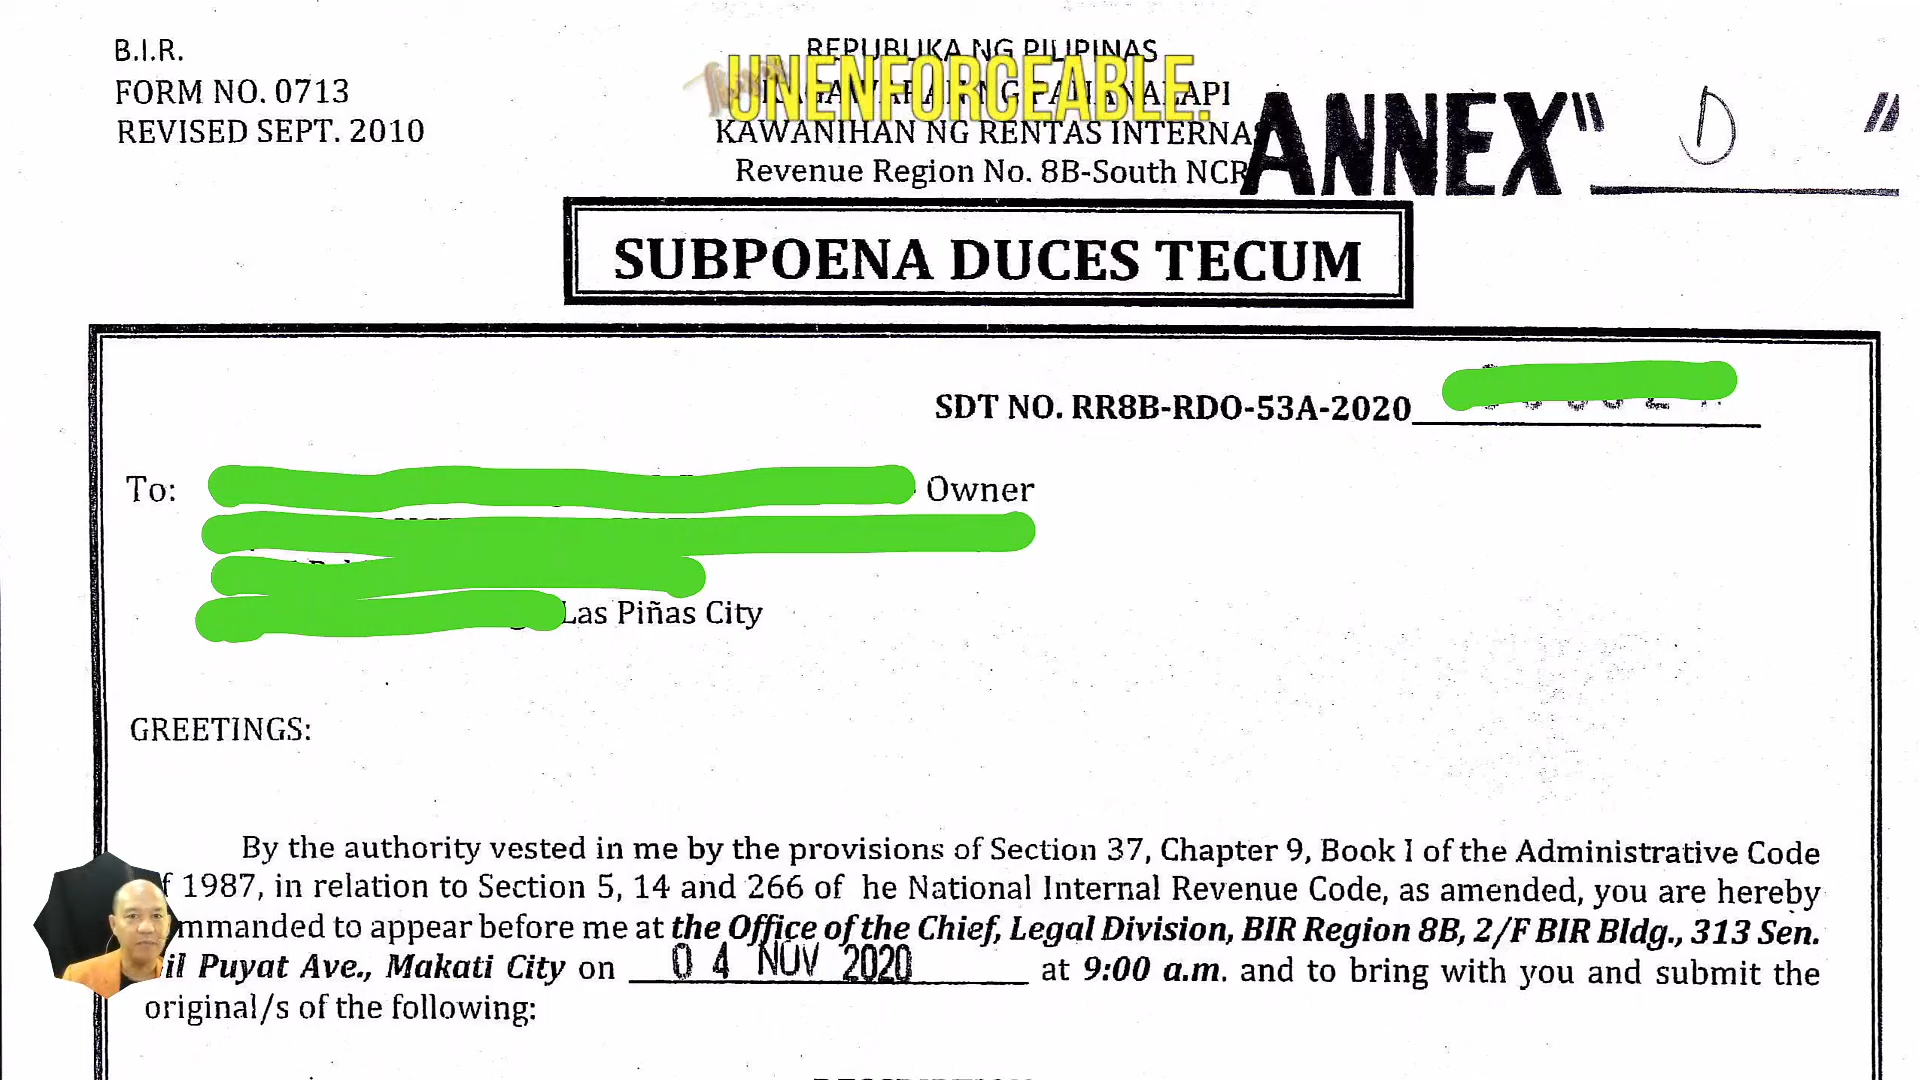 B.I.R.
FORM NO. 0713
REVISED SEPT. 2010
REPUBLIKA NG PILIPINAS
UNENFORCEABLE.
KAWANIHAN NG RENTAS INTERNA
Revenue Region No. 8B-South NCR
ANNEX " D "
SUBPOENA DUCES TECUM
SDT NO. RR8B-RDO-53A-2020
To: Owner
Las Piñas City
GREETINGS:
By the authority vested in me by the provisions of Section 37, Chapter 9, Book I of the Administrative Code
f 1987, in relation to Section 5, 14 and 266 of he National Internal Revenue Code, as amended, you are hereby
mmanded to appear before me at the Office of the Chief, Legal Division, BIR Region 8B, 2/F BIR Bldg., 313 Sen.
il Puyat Ave., Makati City on 04 NOV 2020 at 9:00 a.m. and to bring with you and submit the
original/s of the following: